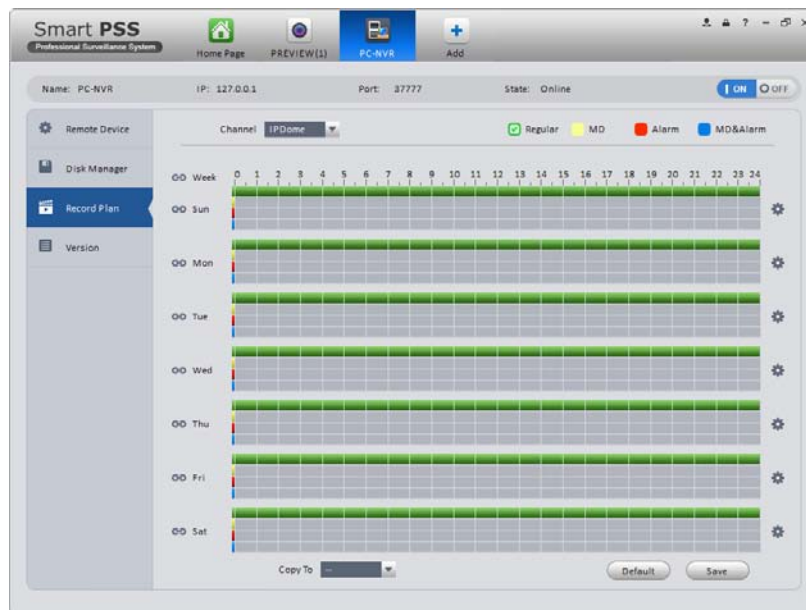 Smart PSS
Professional Surveillance System
Home Page
PREVIEW(1)
PC-NVR
Add
Name: PC-NVR IP: 127.0.0.1 Port: 37777 State: Online ON OFF
Remote Device
Disk Manager
Record Plan
Version
Channel IPDome Regular MD Alarm MD&Alarm
Week 0 1 2 3 4 5 6 7 8 9 10 11 12 13 14 15 16 17 18 19 20 21 22 23 24
Sun
Mon
Tue
Wed
Thu
Fri
Sat
Copy To -- Default Save